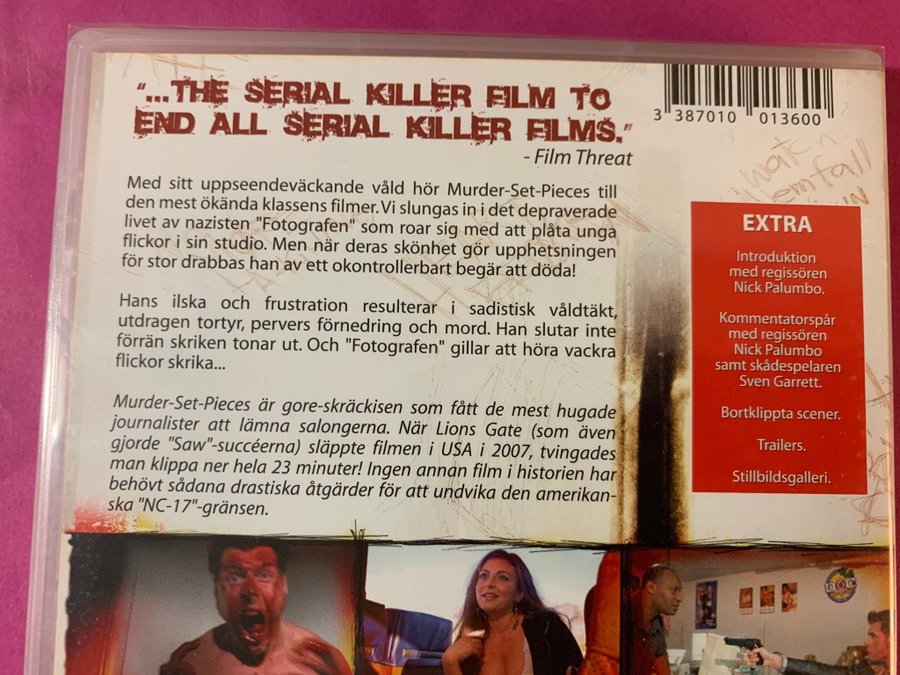 "...THE SERIAL KILLER FILM TO
END ALL SERIAL KILLER FILMS."
- Film Threat
Med sitt uppseendeväckande våld hör Murder-Set-Pieces till
den mest ökända klassens filmer. Vi slungas in i det depraverade
livet av nazisten "Fotografen" som roar sig med att plåta unga
flickor i sin studio. Men när deras skönhet gör upphetsningen
för stor drabbas han av ett okontrollerbart begär att döda!
Hans ilska och frustration resulterar i sadistisk våldtäkt,
utdragen tortyr, pervers förnedring och mord. Han slutar inte
förrän skriken tonar ut. Och "Fotografen" gillar att höra vackra
flickor skrika...
Murder-Set-Pieces är gore-skräckisen som fått de mest hugade
journalister att lämna salongerna. När Lions Gate (som även
gjorde "Saw"-succéerna) släppte filmen i USA i 2007, tvingades
man klippa ner hela 23 minuter! Ingen annan film i historien har
behövt sådana drastiska åtgärder för att undvika den amerikan-
ska "NC-17"-gränsen.
3 387010 013600
EXTRA
Introduktion
med regissören
Nick Palumbo.
Kommentatorspår
med regissören
Nick Palumbo
samt skådespelaren
Sven Garrett.
Bortklippta scener.
Trailers.
Stillbildsgalleri.